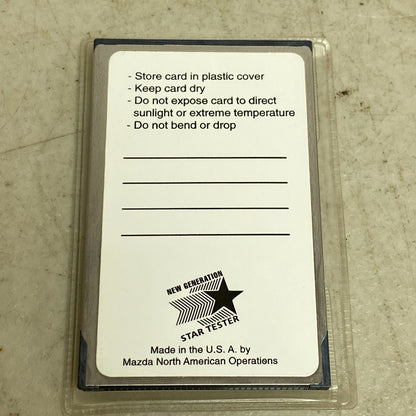 - Store card in plastic cover
- Keep card dry
- Do not expose card to direct
sunlight or extreme temperature
- Do not bend or drop
NEW GENERATION
STAR TESTER
Made in the U. S. A. by
Mazda North American Operations